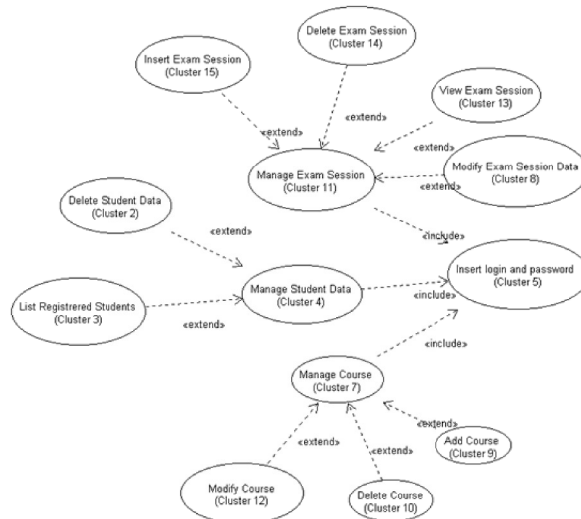 Delete Exam Session
(Cluster 14)
Insert Exam Session
(Cluster 15)
View Exam Session
(Cluster 13)
«extend»
«extend»
«extend»
Modify Exam Session Data
(Cluster 8)
Manage Exam Session
(Cluster 11)
«extend»
Delete Student Data
(Cluster 2)
«extend»
«include»
Insert login and password
(Cluster 5)
Manage Student Data
(Cluster 4)
«include»
List Registrered Students
(Cluster 3)
«extend»
«include»
Manage Course
(Cluster 7)
«extend»
«extend»
«extend»
Add Course
(Cluster 9)
Modify Course
(Cluster 12)
Delete Course
(Cluster 10)